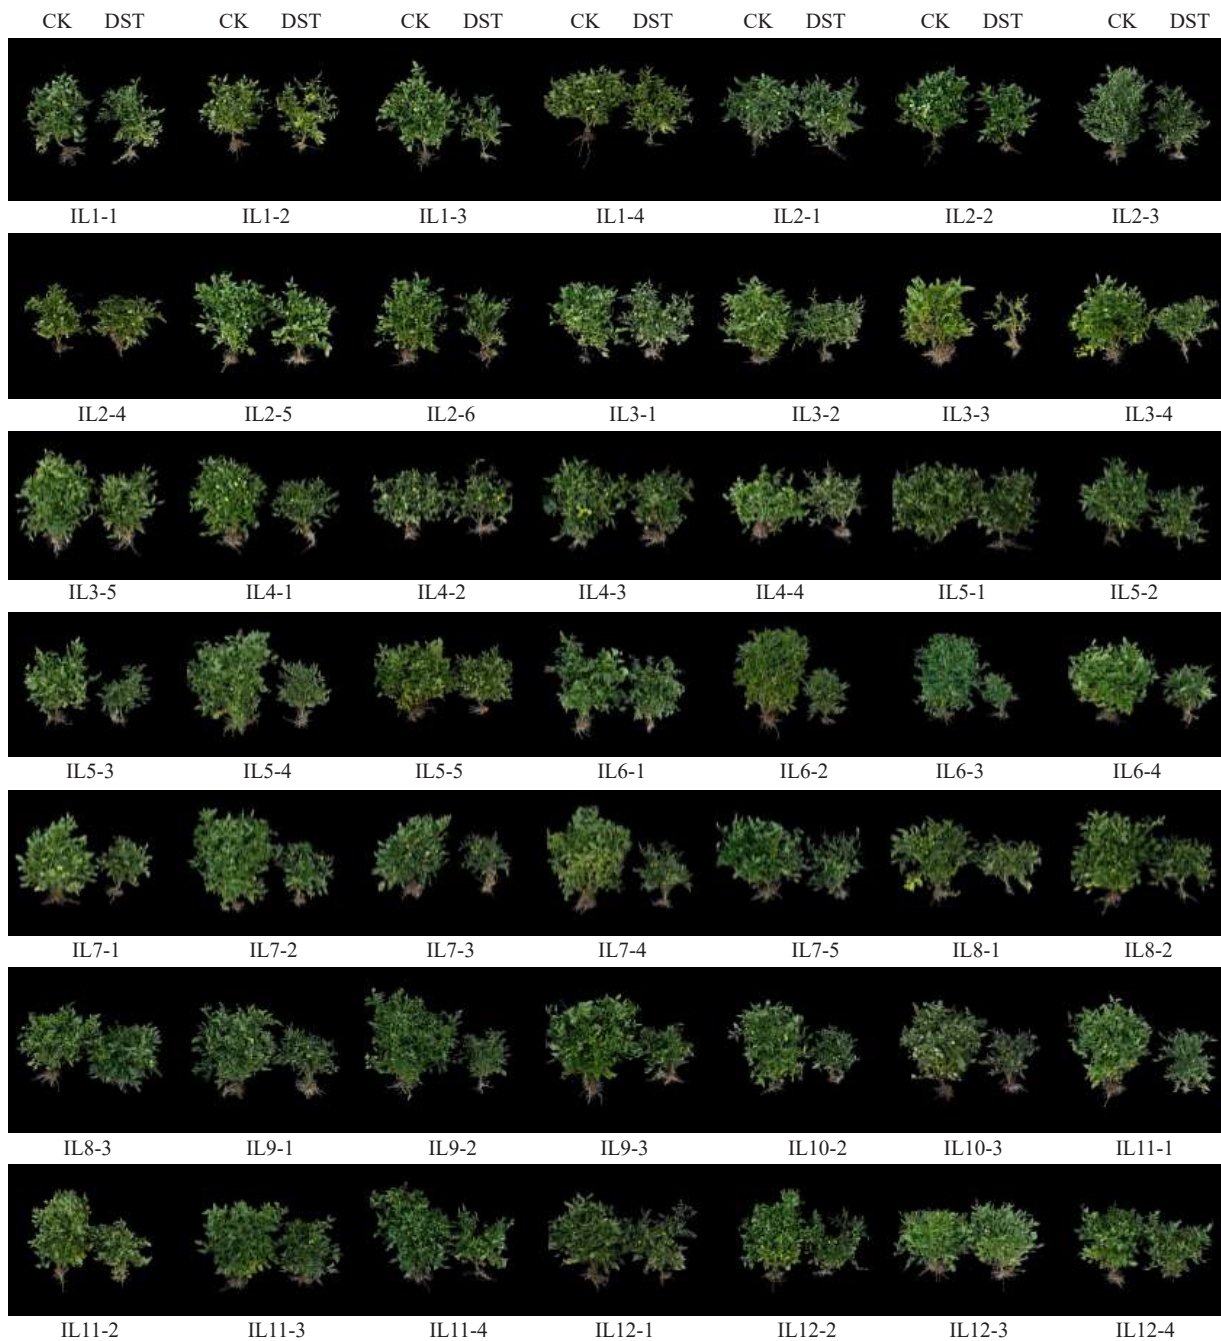 CK DST CK DST CK DST CK DST CK DST CK DST CK DST
IL1-1 IL1-2 IL1-3 IL1-4 IL2-1 IL2-2 IL2-3
IL2-4 IL2-5 IL2-6 IL3-1 IL3-2 IL3-3 IL3-4
IL3-5 IL4-1 IL4-2 IL4-3 IL4-4 IL5-1 IL5-2
IL5-3 IL5-4 IL5-5 IL6-1 IL6-2 IL6-3 IL6-4
IL7-1 IL7-2 IL7-3 IL7-4 IL7-5 IL8-1 IL8-2
IL8-3 IL9-1 IL9-2 IL9-3 IL10-2 IL10-3 IL11-1
IL11-2 IL11-3 IL11-4 IL12-1 IL12-2 IL12-3 IL12-4